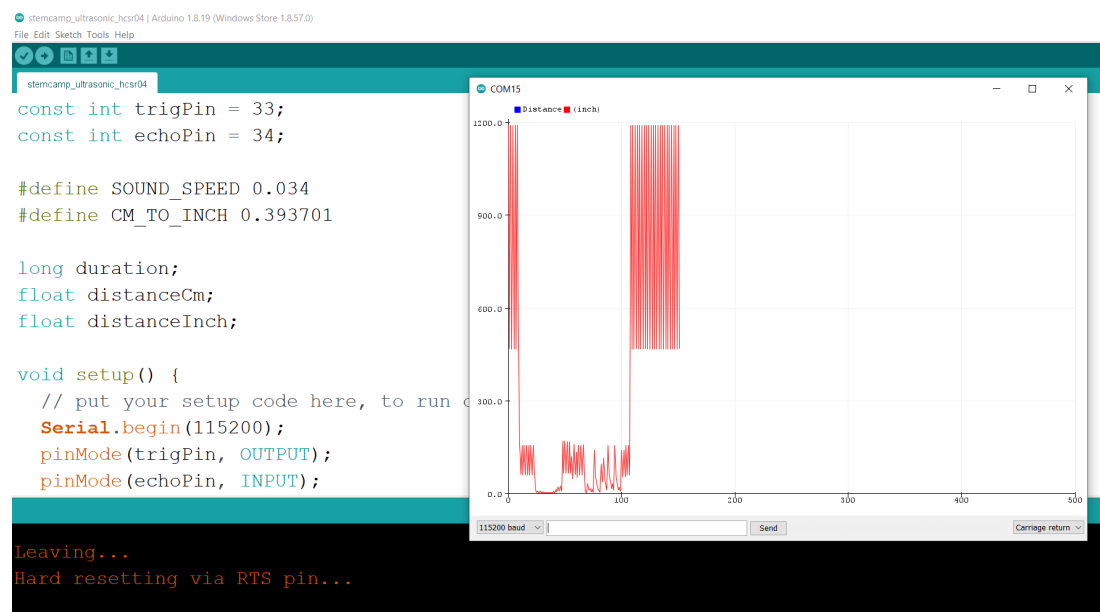 stemcamp_ultrasonic_hcsr04 | Arduino 1.8.19 (Windows Store 1.8.57.0)
File Edit Sketch Tools Help
stemcamp_ultrasonic_hcsr04
const int trigPin = 33;
const int echoPin = 34;
#define SOUND_SPEED 0.034
#define CM_TO_INCH 0.393701
long duration;
float distanceCm;
float distanceInch;
void setup() {
// put your setup code here, to run
Serial.begin(115200);
pinMode(trigPin, OUTPUT);
pinMode(echoPin, INPUT);
COM15
Distance (inch)
1200.0
900.0
600.0
300.0
0.0
0 100 200 300 400 500
115200 baud Send Carriage return
Leaving...
Hard resetting via RTS pin...